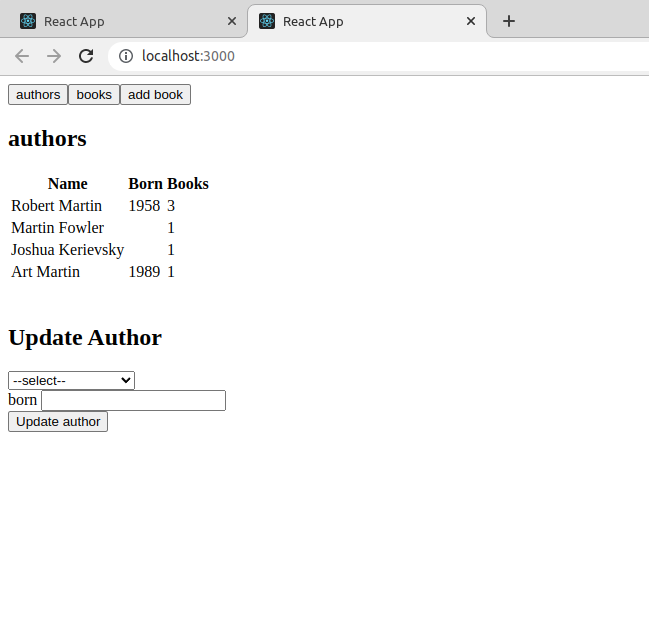 React App React App
localhost:3000
authors books add book
authors
Name Born Books
Robert Martin 1958 3
Martin Fowler 1
Joshua Kerievsky 1
Art Martin 1989 1
Update Author
--select--
born
Update author